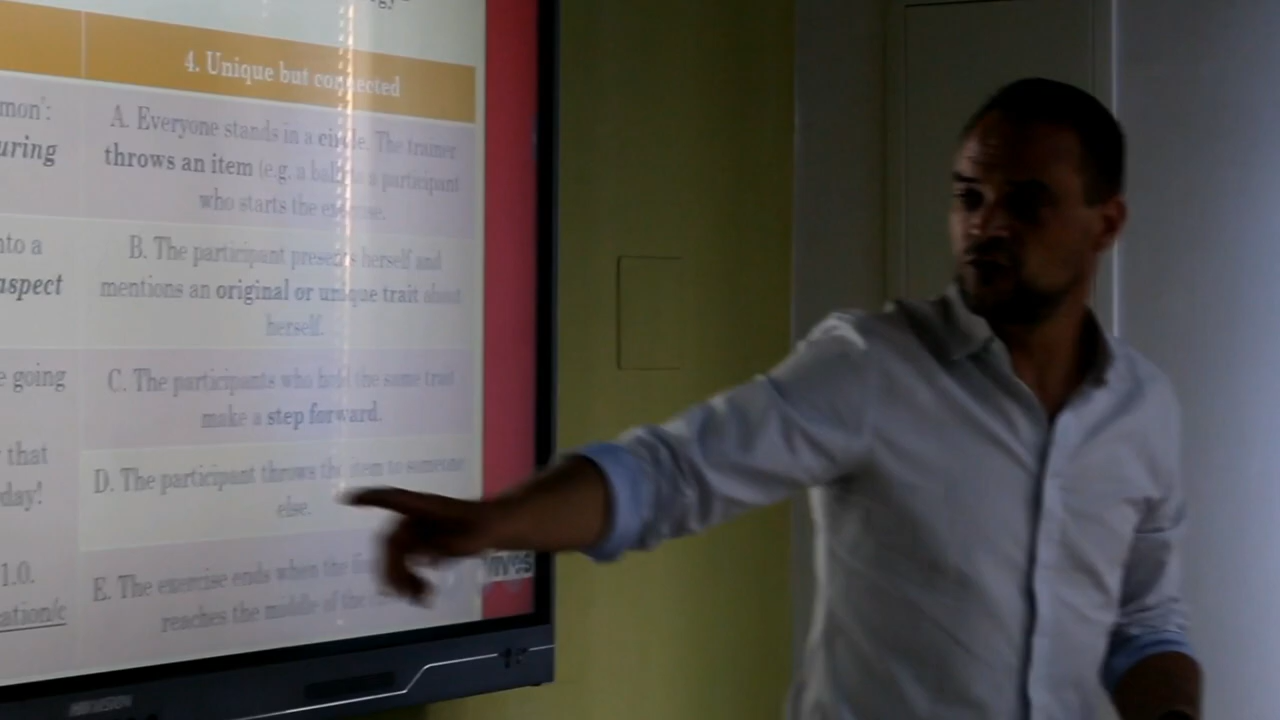 4. Unique but connected
mon':
uring
A. Everyone stands in a circle. The trainer
throws an item (e.g. a ball) to a participant
who starts the exercise.
nto a
aspect
B. The participant presents herself and
mentions an original or unique trait about
herself.
e going
C. The participants who hold the same trait
make a step forward.
that
day!
D. The participant throws the item to someone
else.
1.0.
ation/c
E. The exercise ends when the
reaches the middle of the
vives
HIKVISION